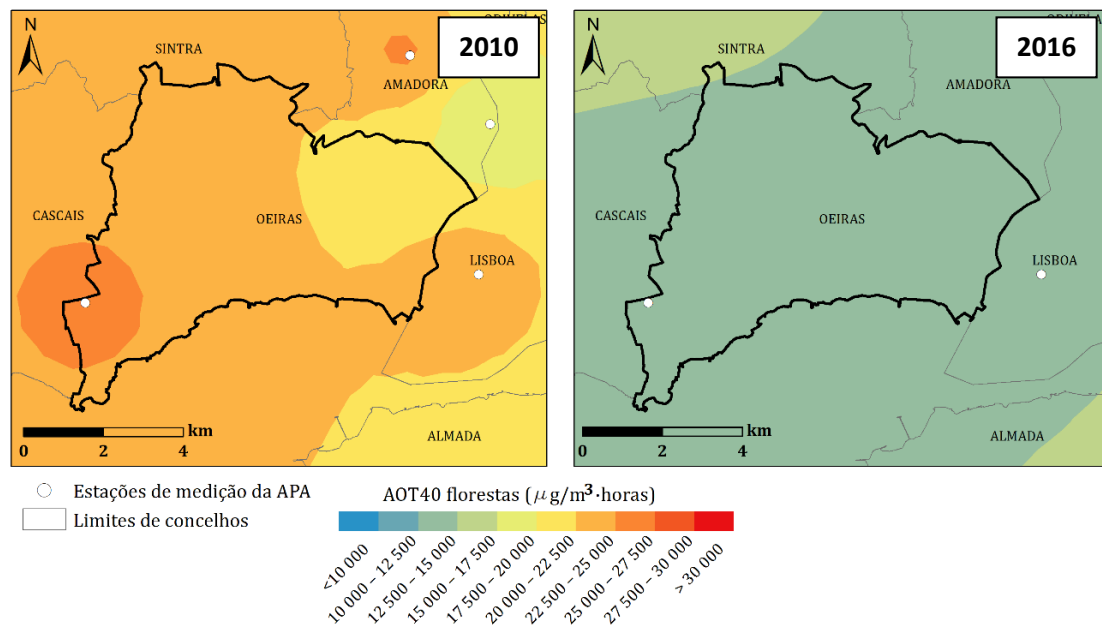 N
SINTRA
ODIVELAS
2010
AMADORA
CASCAIS
OEIRAS
LISBOA
km
0 2 4
ALMADA
N
SINTRA
2016
AMADORA
CASCAIS
OEIRAS
LISBOA
km
0 2 4
ALMADA
Estações de medição da APA
Limites de concelhos
AOT40 florestas (μg/m³·horas)
<10 000
10 000 – 12 500
12 500 – 15 000
15 000 – 17 500
17 500 – 20 000
20 000 – 22 500
22 500 – 25 000
25 000 – 27 500
27 500 – 30 000
> 30 000